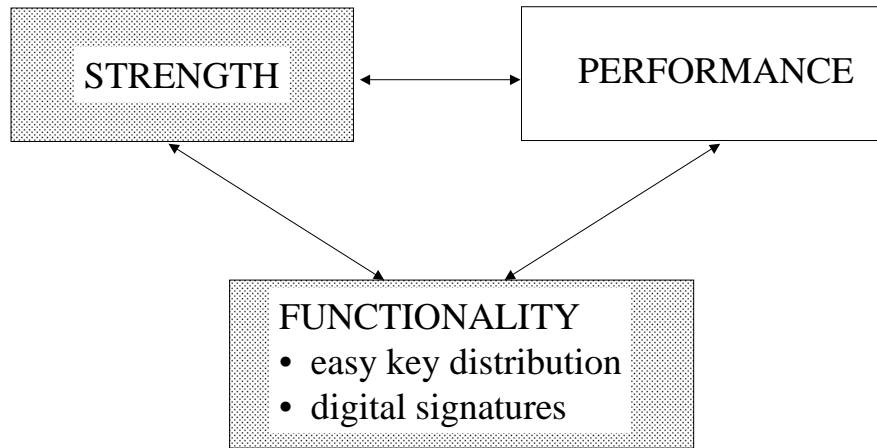 STRENGTH
PERFORMANCE
FUNCTIONALITY
• easy key distribution
• digital signatures